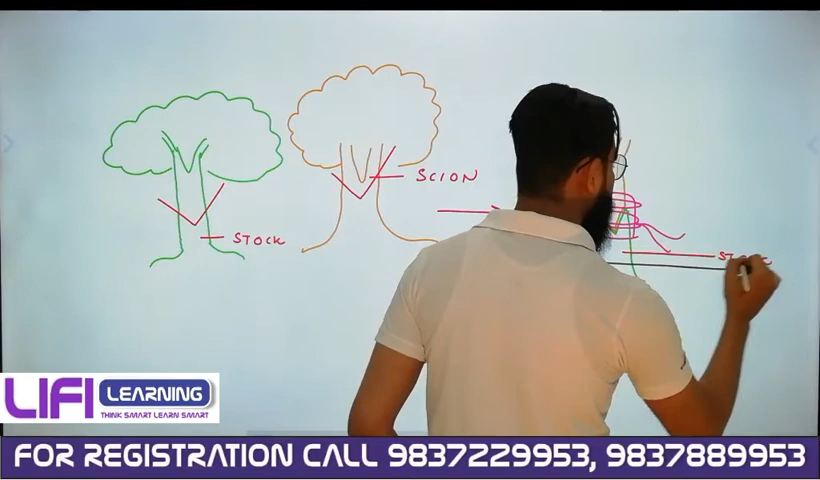 SCION
STOCK
LIFI LEARNING
THINK SMART LEARN SMART
FOR REGISTRATION CALL 9837229953, 9837889953